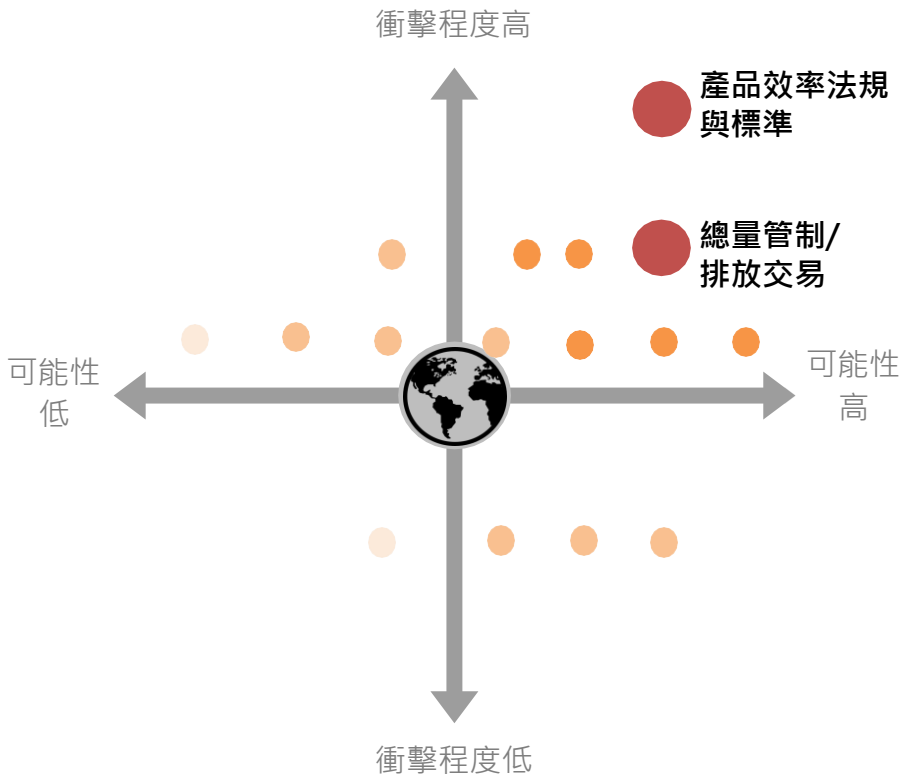 衝擊程度高
產品效率法規
與標準
總量管制/
排放交易
可能性
低
可能性
高
衝擊程度低